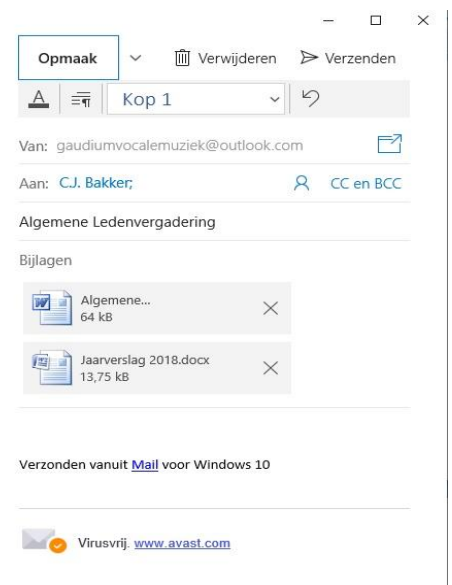 Opmaak Verwijderen Verzenden
A Kop 1
Van: gaudiumvocalemuziek@outlook.com
Aan: C.J. Bakker; CC en BCC
Algemene Ledenvergadering
Bijlagen
Algemene...
64 kB
Jaarverslag 2018.docx
13,75 kB
Verzonden vanuit Mail voor Windows 10
Virusvrij. www.avast.com